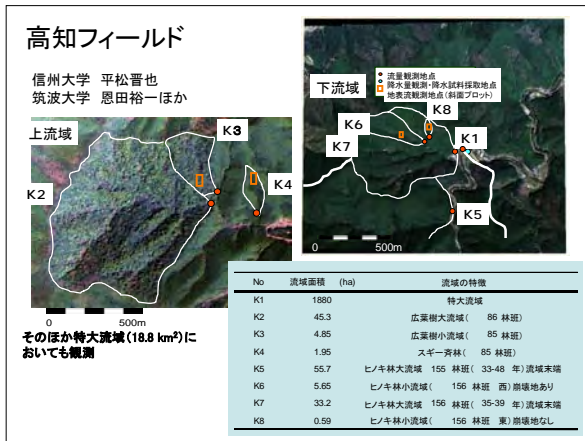 高知フィールド
信州大学 平松晋也
筑波大学 恩田裕一ほか
上流域
K3
K2
K4
0 500m
そのほか特大流域(18.8 km²)に
おいても観測
流量観測地点
降水量観測・降水試料採取地点
地表流観測地点(斜面プロット)
下流域
K8
K6
K1
K7
K5
0 500m
No 流域面積 (ha) 流域の特徴
K1 1880 特大流域
K2 45.3 広葉樹大流域( 86 林班)
K3 4.85 広葉樹小流域( 85 林班)
K4 1.95 スギ一斉林( 85 林班)
K5 55.7 ヒノキ林大流域 155 林班( 33-48 年)流域末端
K6 5.65 ヒノキ林小流域( 156 林班 西)崩壊地あり
K7 33.2 ヒノキ林大流域 156 林班( 35-39 年)流域末端
K8 0.59 ヒノキ林小流域( 156 林班 東)崩壊地なし